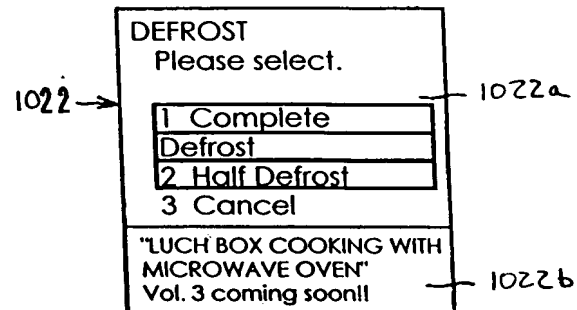 DEFROST
Please select.
1022
1022a
1 Complete
Defrost
2 Half Defrost
3 Cancel
"LUCH BOX COOKING WITH
MICROWAVE OVEN"
Vol. 3 coming soon!!
1022b